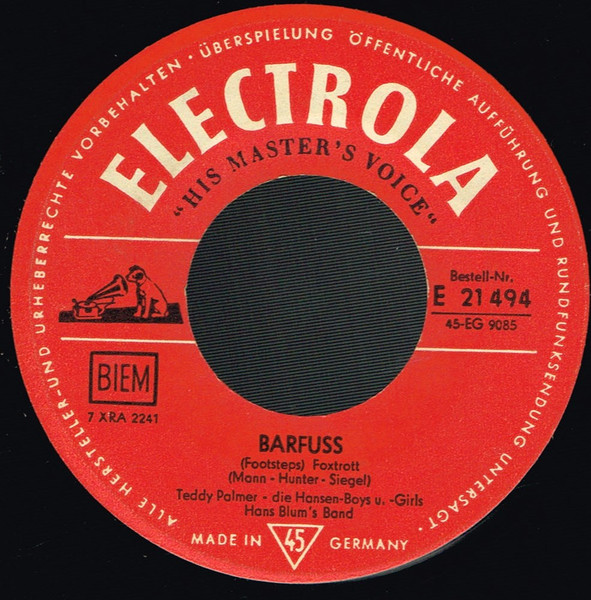 ALLE HERSTELLER-UND URHEBERRECHTE VORBEHALTEN · ÜBERSPIELUNG ÖFFENTLICHE AUFFÜHRUNG UND RUNDFUNKSENDUNG UNTERSAGT ·
ELECTROLA
"HIS MASTER'S VOICE"
Bestell-Nr.
E 21 494
45-EG 9085
BIEM
7 XRA 2241
BARFUSS
(Footsteps) Foxtrott
(Mann - Hunter - Siegel)
Teddy Palmer - die Hansen-Boys u. -Girls
Hans Blum's Band
MADE IN 45 GERMANY